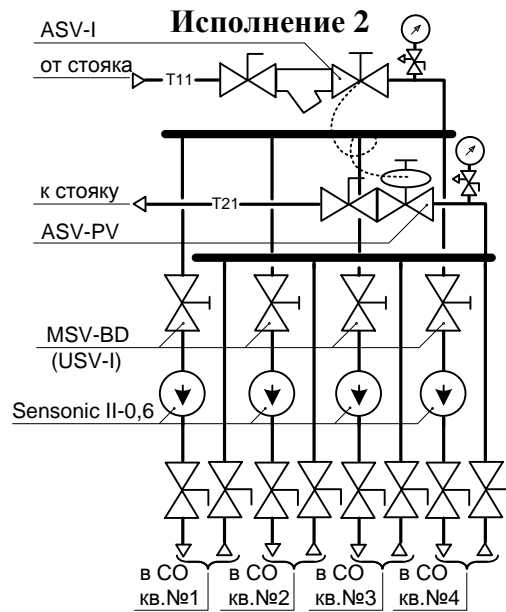 Исполнение 2
ASV-I
от стояка
T11
к стояку
T21
ASV-PV
MSV-BD
(USV-I)
Sensonic II-0,6
в СО
кв.№1
в СО
кв.№2
в СО
кв.№3
в СО
кв.№4